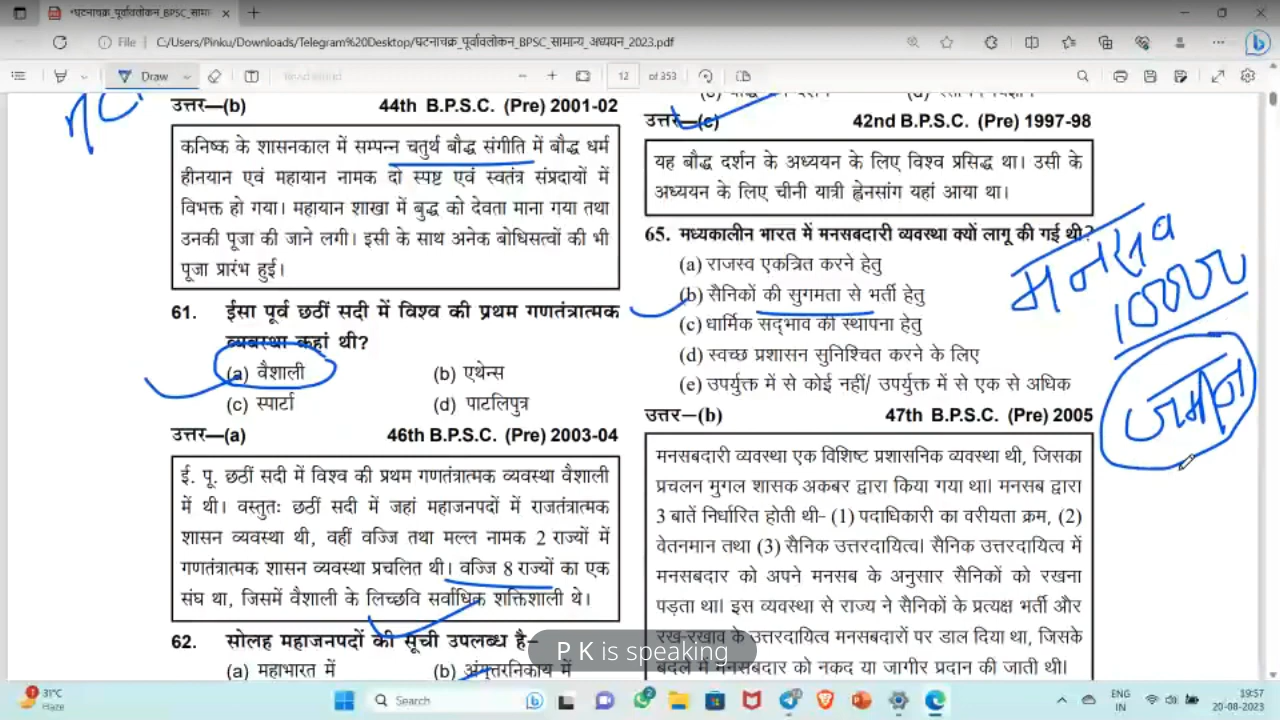 घटनाचक्र_पूर्वावलोकन_BPSC_सामा
File C:/Users/Pinku/Downloads/Telegram%20Desktop/घटनाचक्र_पूर्वावलोकन_BPSC_सामान्य_अध्ययन_2023.pdf
Draw Read aloud 12 of 353
उत्तर—(b) 44th B.P.S.C. (Pre) 2001-02
कनिष्क के शासनकाल में सम्पन्न चतुर्थ बौद्ध संगीति में बौद्ध धर्म
हीनयान एवं महायान नामक दो स्पष्ट एवं स्वतंत्र संप्रदायों में
विभक्त हो गया। महायान शाखा में बुद्ध को देवता माना गया तथा
उनकी पूजा की जाने लगी। इसी के साथ अनेक बोधिसत्वों की भी
पूजा प्रारंभ हुई।
61. ईसा पूर्व छठीं सदी में विश्व की प्रथम गणतंत्रात्मक
व्यवस्था कहां थी?
(a) वैशाली (b) एथेन्स
(c) स्पार्टा (d) पाटलिपुत्र
उत्तर—(a) 46th B.P.S.C. (Pre) 2003-04
ई. पू. छठीं सदी में विश्व की प्रथम गणतंत्रात्मक व्यवस्था वैशाली
में थी। वस्तुतः छठीं सदी में जहां महाजनपदों में राजतंत्रात्मक
शासन व्यवस्था थी, वहीं वज्जि तथा मल्ल नामक 2 राज्यों में
गणतंत्रात्मक शासन व्यवस्था प्रचलित थी। वज्जि 8 राज्यों का एक
संघ था, जिसमें वैशाली के लिच्छवि सर्वाधिक शक्तिशाली थे।
62. सोलह महाजनपदों की सूची उपलब्ध है–
(a) महाभारत में (b) अंगुत्तरनिकाय में
उत्तर—(c) 42nd B.P.S.C. (Pre) 1997-98
यह बौद्ध दर्शन के अध्ययन के लिए विश्व प्रसिद्ध था। उसी के
अध्ययन के लिए चीनी यात्री ह्वेनसांग यहां आया था।
65. मध्यकालीन भारत में मनसबदारी व्यवस्था क्यों लागू की गई थी?
(a) राजस्व एकत्रित करने हेतु
(b) सैनिकों की सुगमता से भर्ती हेतु
(c) धार्मिक सद्भाव की स्थापना हेतु
(d) स्वच्छ प्रशासन सुनिश्चित करने के लिए
(e) उपर्युक्त में से कोई नहीं/ उपर्युक्त में से एक से अधिक
उत्तर—(b) 47th B.P.S.C. (Pre) 2005
मनसबदारी व्यवस्था एक विशिष्ट प्रशासनिक व्यवस्था थी, जिसका
प्रचलन मुगल शासक अकबर द्वारा किया गया था। मनसब द्वारा
3 बातें निर्धारित होती थी- (1) पदाधिकारी का वरीयता क्रम, (2)
वेतनमान तथा (3) सैनिक उत्तरदायित्व। सैनिक उत्तरदायित्व में
मनसबदार को अपने मनसब के अनुसार सैनिकों को रखना
पड़ता था। इस व्यवस्था से राज्य ने सैनिकों के प्रत्यक्ष भर्ती और
रख-रखाव के उत्तरदायित्व मनसबदारों पर डाल दिया था, जिसके
बदले में मनसबदार को नकद या जागीर प्रदान की जाती थी।
मनसब
10000
जमीन
P K is speaking
31°C
Haze
Search
ENG
IN
19:57
20-08-2023